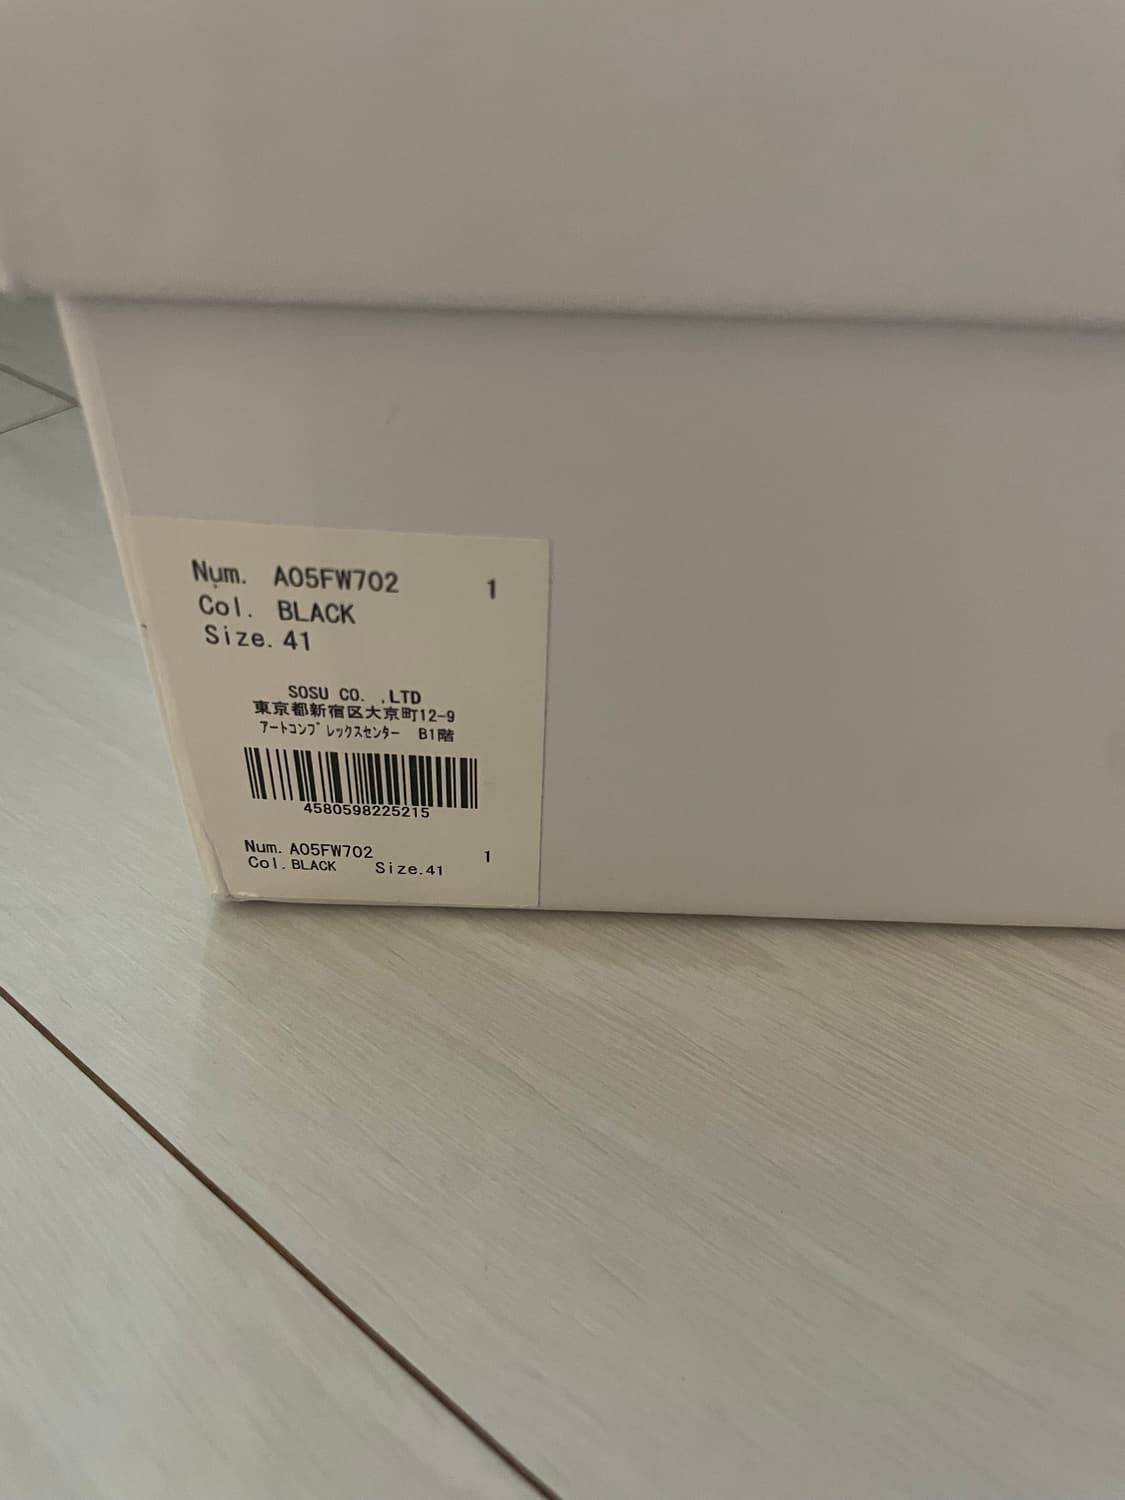 Num. A05FW702 1
Col. BLACK
Size. 41
SOSU CO. ,LTD
東京都新宿区大京町12-9
ｱｰﾄｺﾝﾌﾟﾚｯｸｽｾﾝﾀｰ B1階
4580598225215
Num. A05FW702 1
Col. BLACK Size. 41